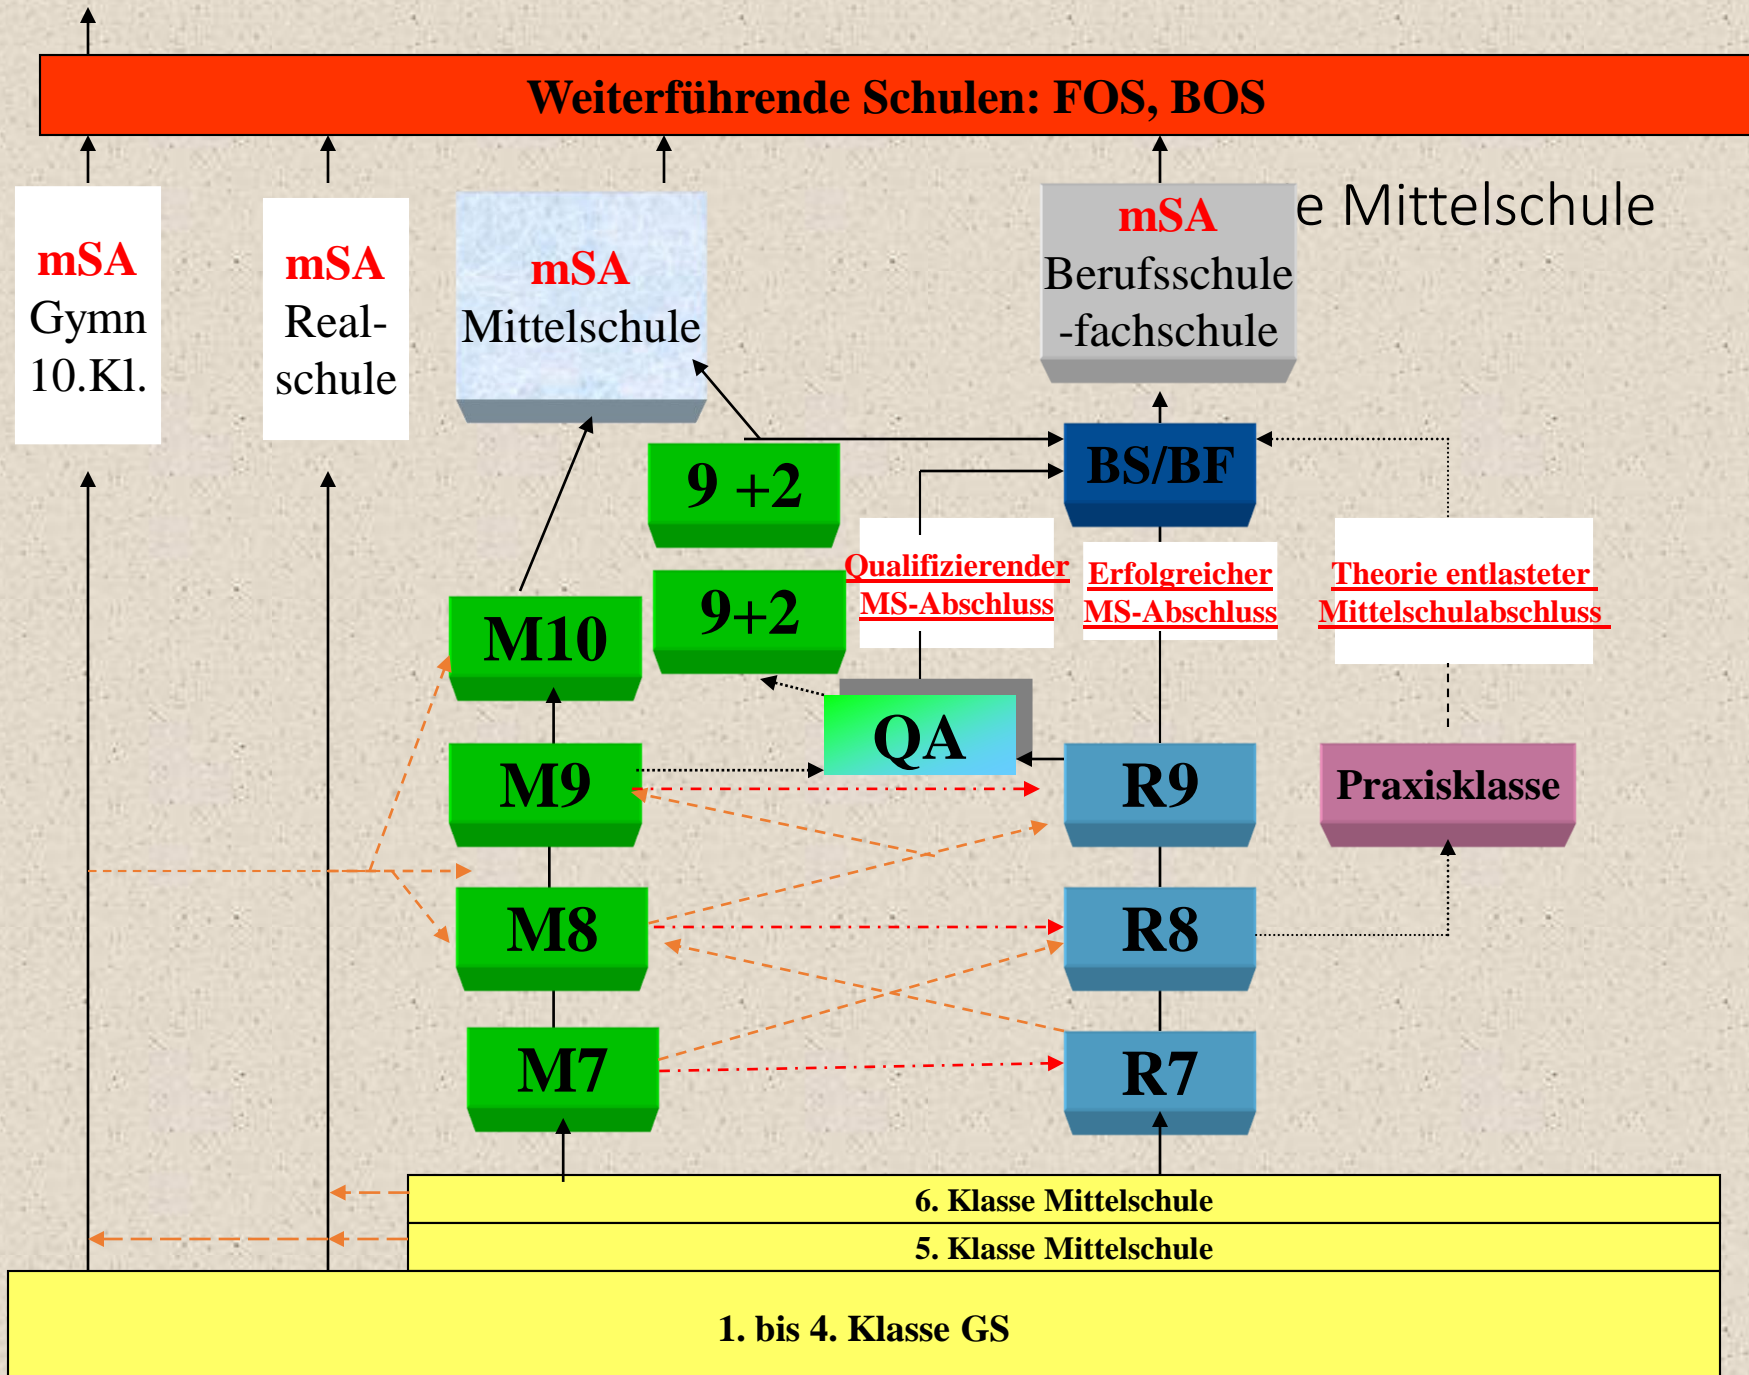 Weiterführende Schulen: FOS, BOS
e Mittelschule
mSA
Gymn
10.Kl.
mSA
Real-
schule
mSA
Mittelschule
mSA
Berufsschule
-fachschule
9 +2
BS/BF
Qualifizierender
MS-Abschluss
Erfolgreicher
MS-Abschluss
Theorie entlasteter
Mittelschulabschluss
9+2
M10
QA
M9
R9
Praxisklasse
M8
R8
M7
R7
6. Klasse Mittelschule
5. Klasse Mittelschule
1. bis 4. Klasse GS